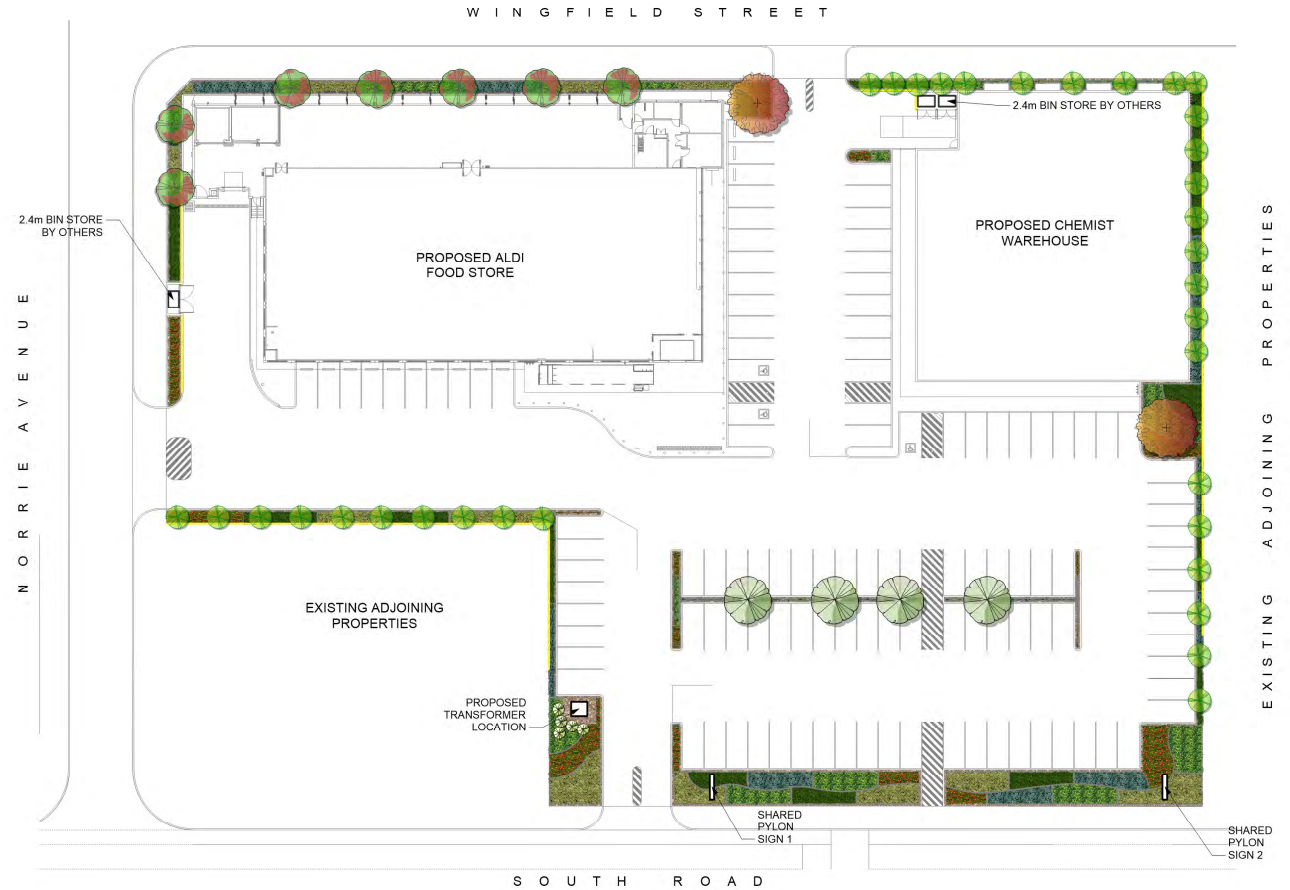 WINGFIELD STREET
2.4m BIN STORE BY OTHERS
2.4m BIN STORE
BY OTHERS
PROPOSED ALDI
FOOD STORE
PROPOSED CHEMIST
WAREHOUSE
NORRIE AVENUE
EXISTING ADJOINING PROPERTIES
EXISTING ADJOINING
PROPERTIES
PROPOSED
TRANSFORMER
LOCATION
SHARED
PYLON
SIGN 1
SHARED
PYLON
SIGN 2
SOUTH ROAD